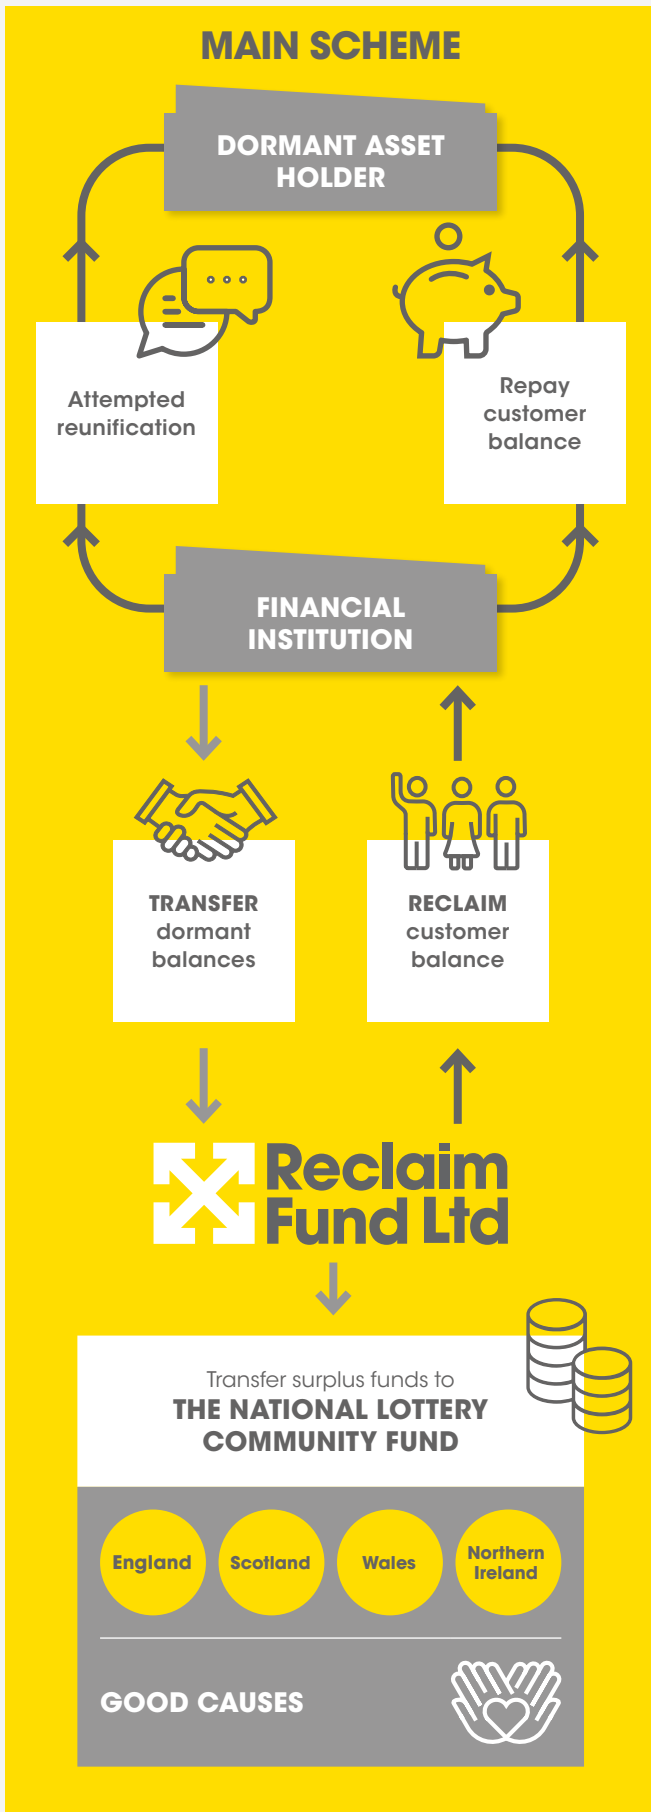 MAIN SCHEME
DORMANT ASSET
HOLDER
Attempted
reunification
Repay
customer
balance
FINANCIAL
INSTITUTION
TRANSFER
dormant
balances
RECLAIM
customer
balance
Reclaim
Fund Ltd
Transfer surplus funds to
THE NATIONAL LOTTERY
COMMUNITY FUND
England
Scotland
Wales
Northern
Ireland
GOOD CAUSES